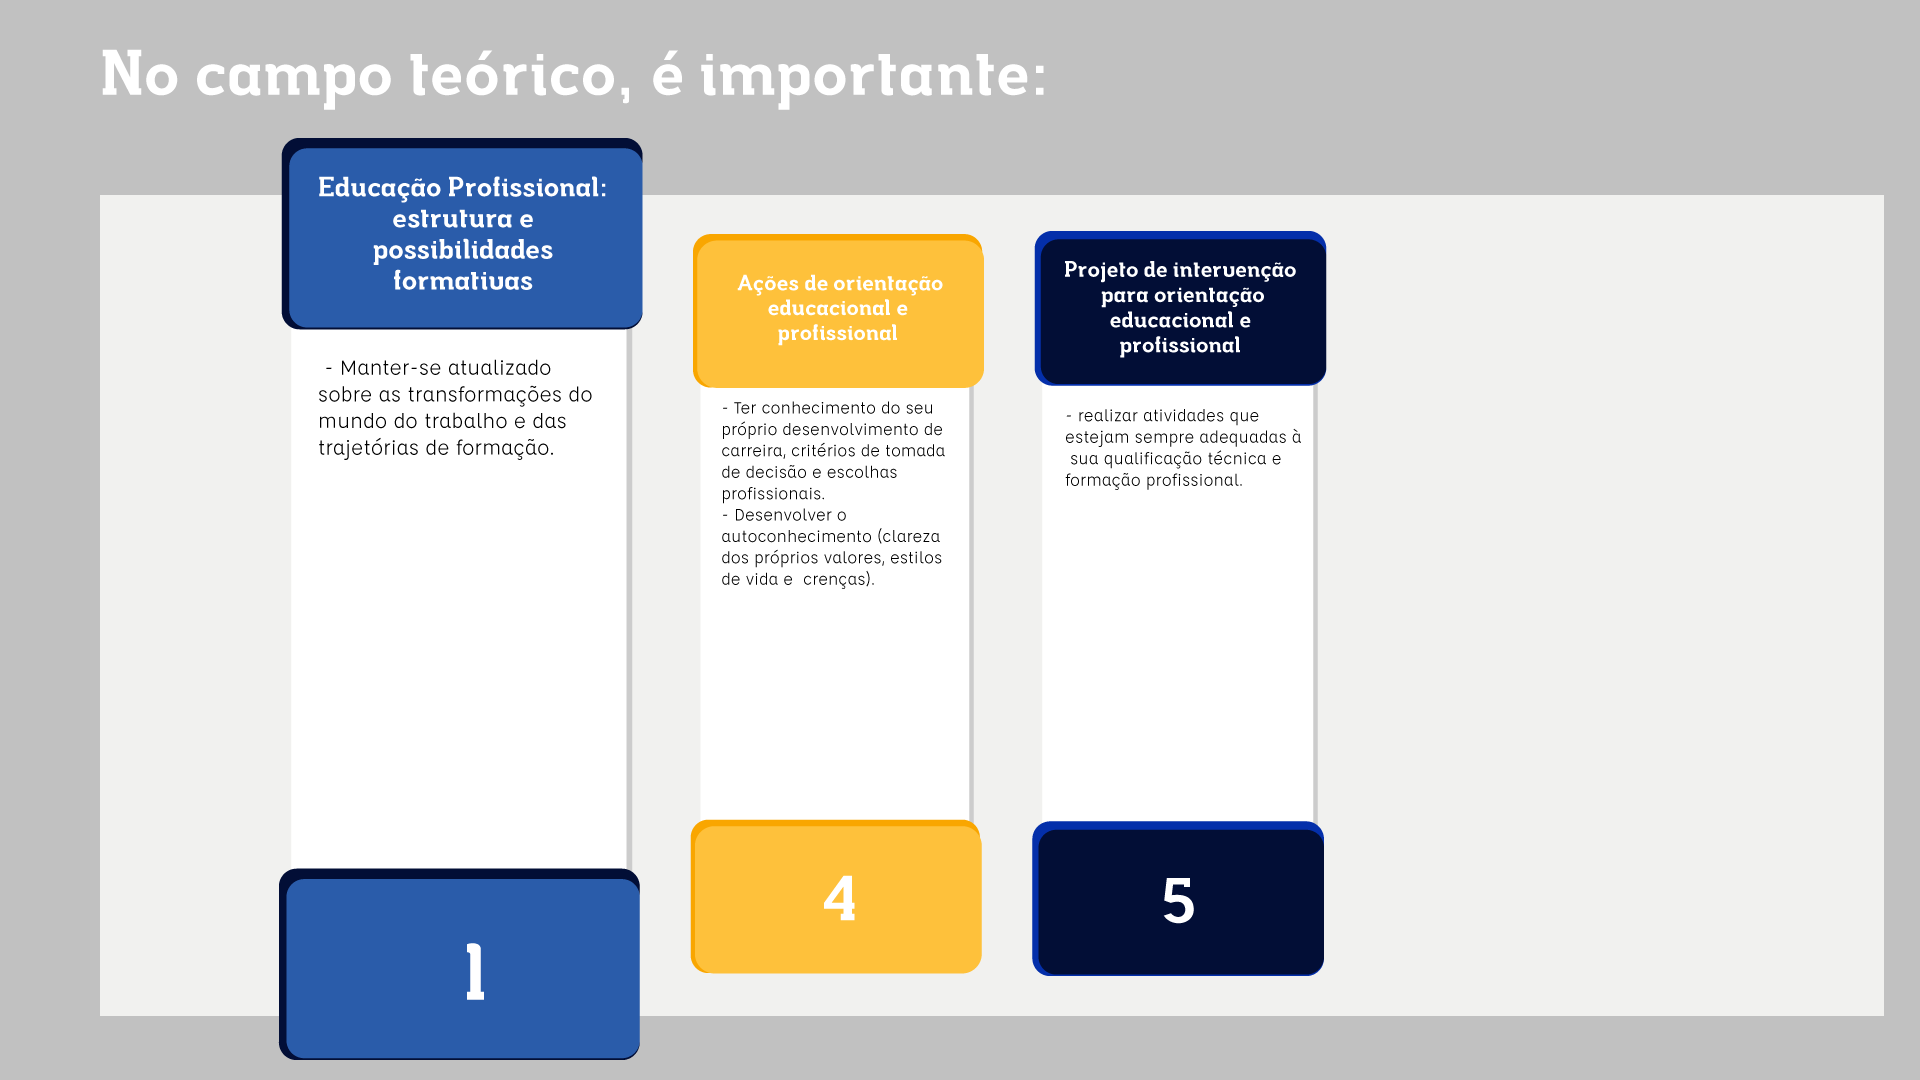 No campo teórico, é importante:
Educação Profissional:
estrutura e
possibilidades
formativas
- Manter-se atualizado
sobre as transformações do
mundo do trabalho e das
trajetórias de formação.
1
Ações de orientação
educacional e
profissional
- Ter conhecimento do seu
próprio desenvolvimento de
carreira, critérios de tomada
de decisão e escolhas
profissionais.
- Desenvolver o
autoconhecimento (clareza
dos próprios valores, estilos
de vida e  crenças).
4
Projeto de intervenção
para orientação
educacional e
profissional
- realizar atividades que
estejam sempre adequadas à
sua qualificação técnica e
formação profissional.
5